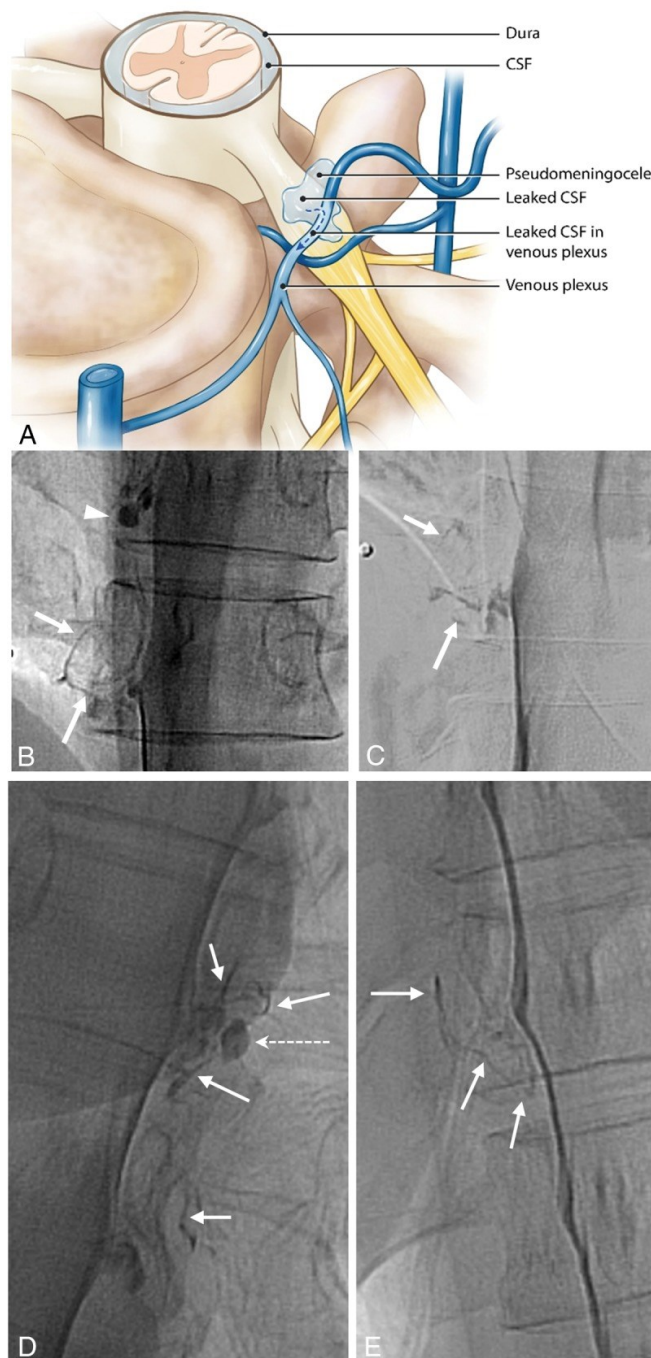 Dura
CSF
Pseudomeningocele
Leaked CSF
Leaked CSF in
venous plexus
Venous plexus
A
B
C
D
E